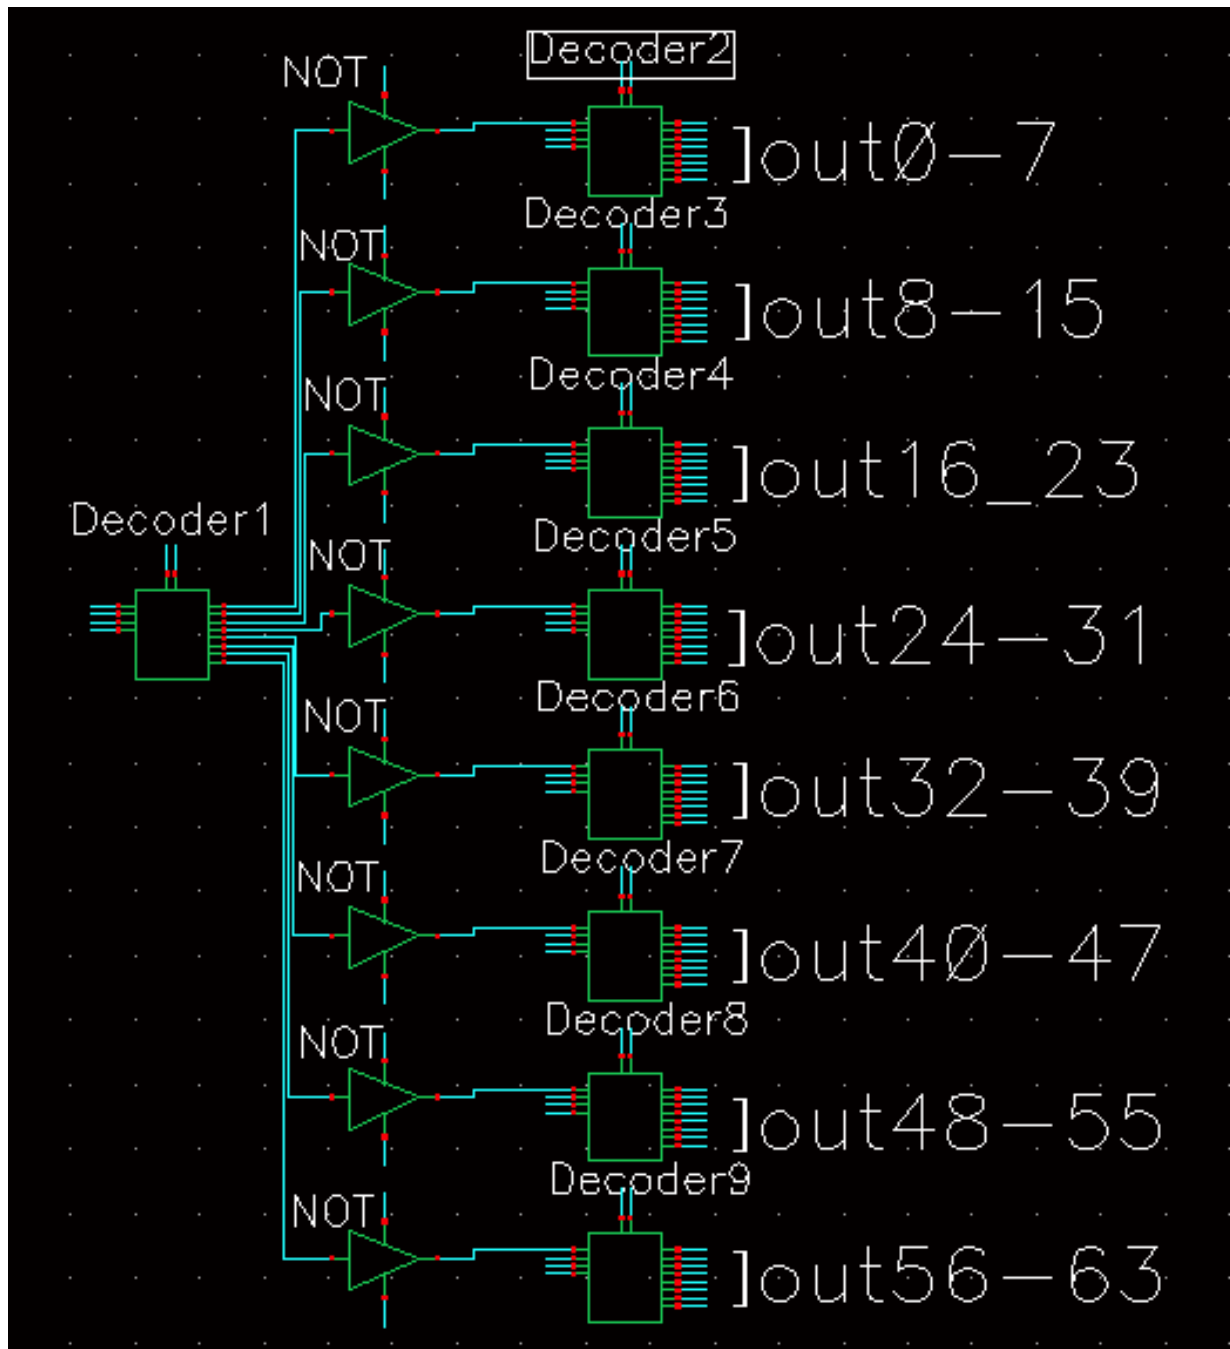 Decoder2
NOT
]out0-7
Decoder3
NOT
]out8-15
Decoder4
NOT
]out16_23
Decoder1
Decoder5
NOT
]out24-31
Decoder6
NOT
]out32-39
Decoder7
NOT
]out40-47
Decoder8
NOT
]out48-55
Decoder9
NOT
]out56-63